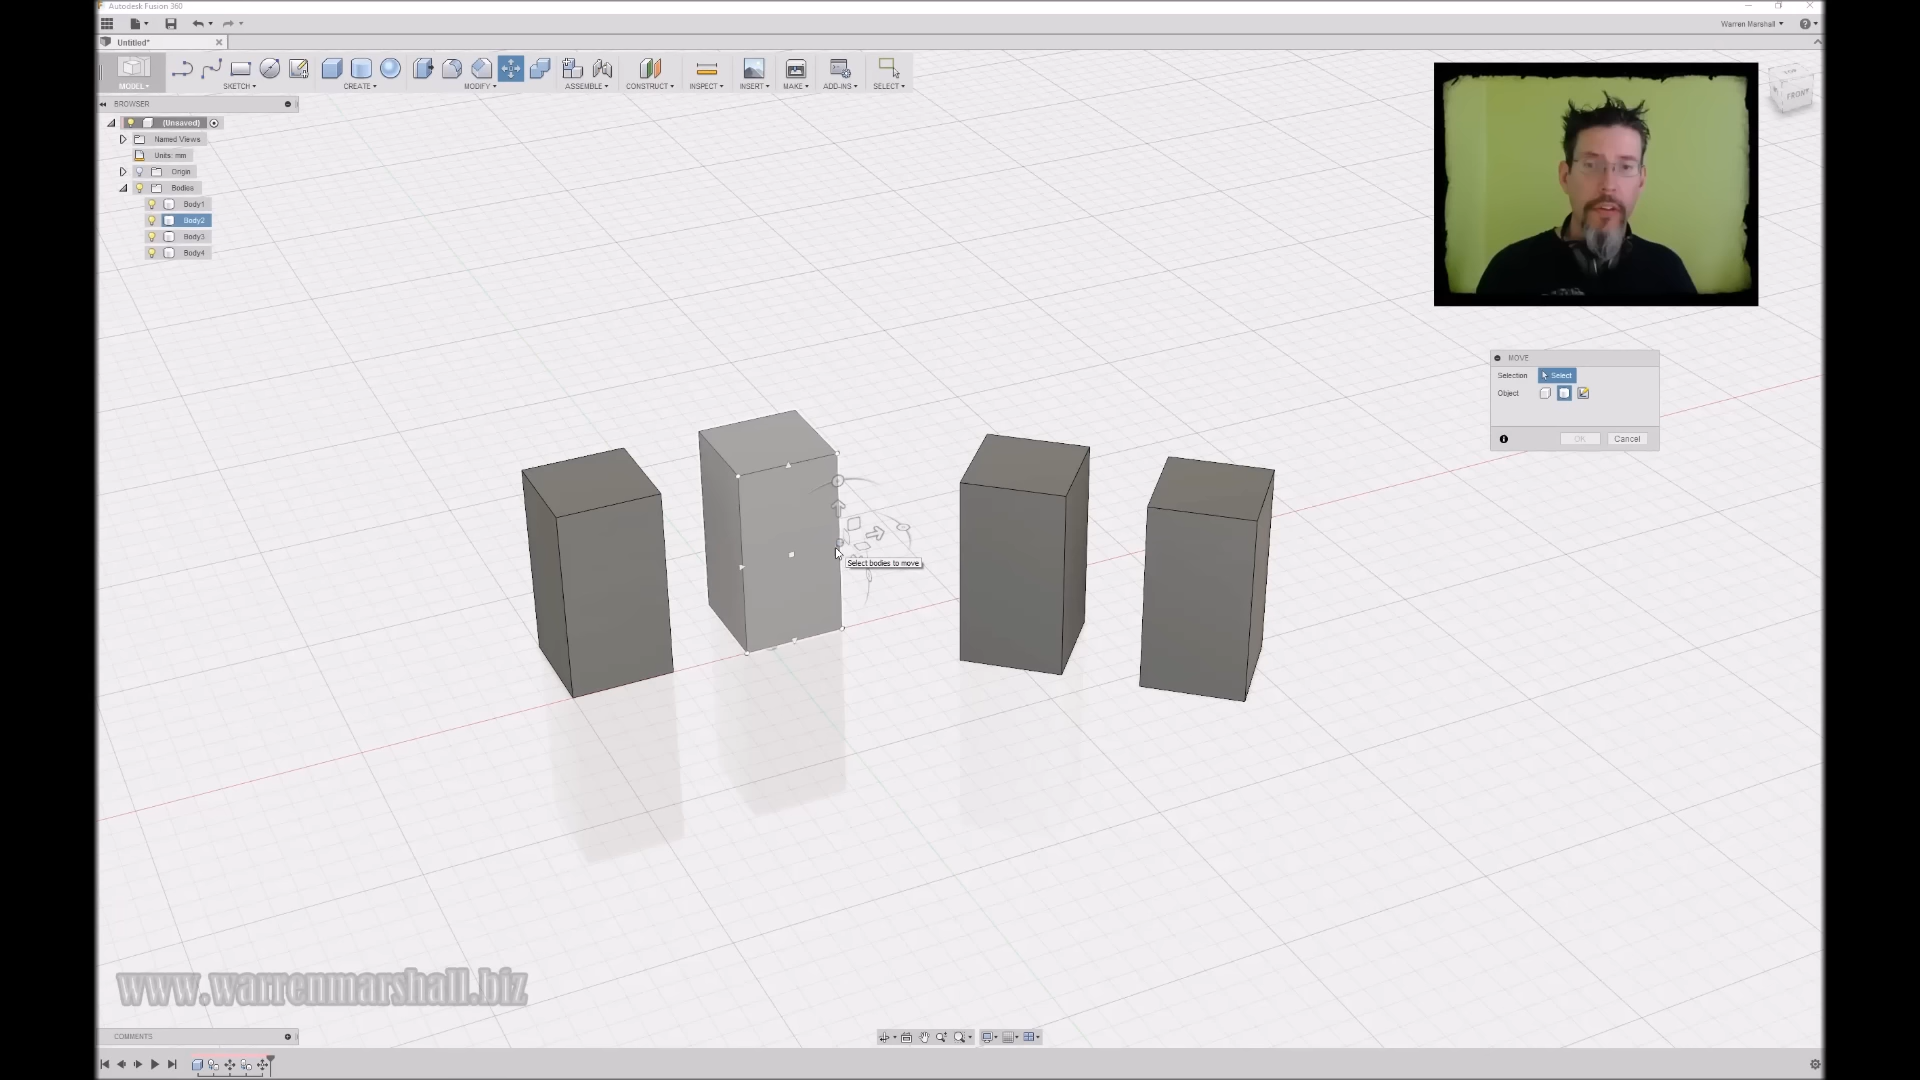 Autodesk Fusion 360
Warren Marshall
Untitled*
MODEL
SKETCH
CREATE
MODIFY
ASSEMBLE
CONSTRUCT
INSPECT
INSERT
MAKE
ADD-INS
SELECT
FRONT
BROWSER
(Unsaved)
Named Views
Units: mm
Origin
Bodies
Body1
Body2
Body3
Body4
MOVE
Selection
Select
Object
OK
Cancel
Select bodies to move
www.warrenmarshall.biz
COMMENTS